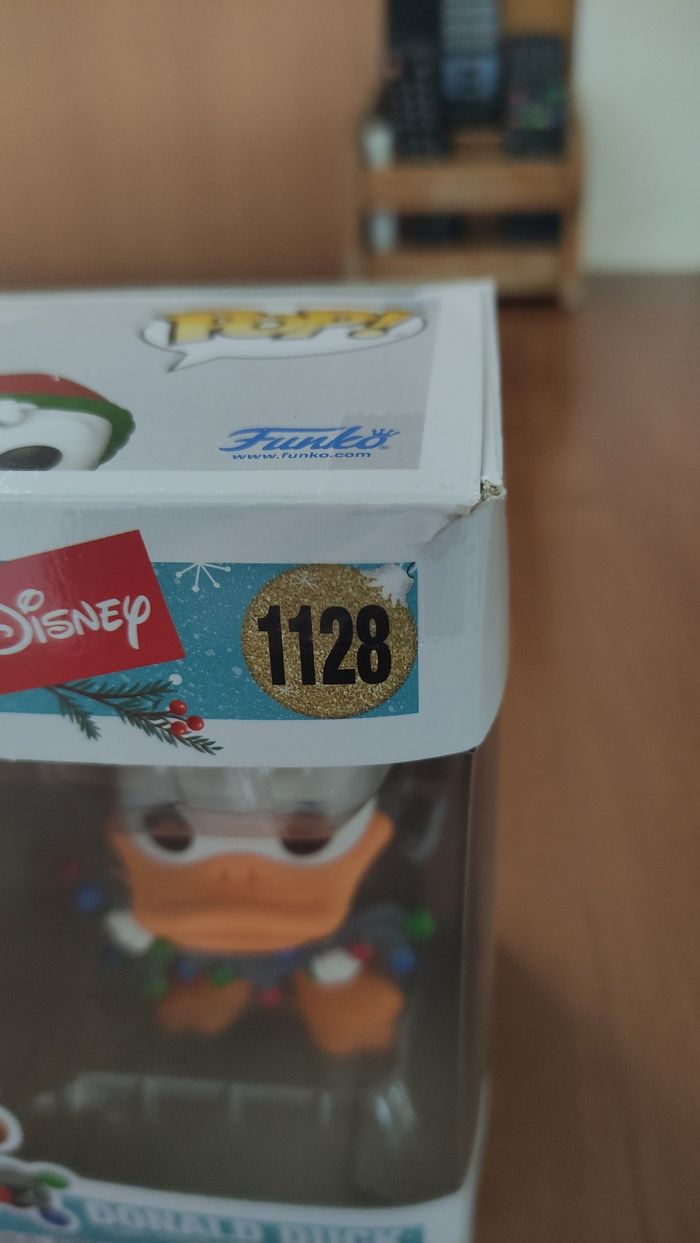 POP!
Funko®
www.funko.com
Disney
1128
DONALD DUCK